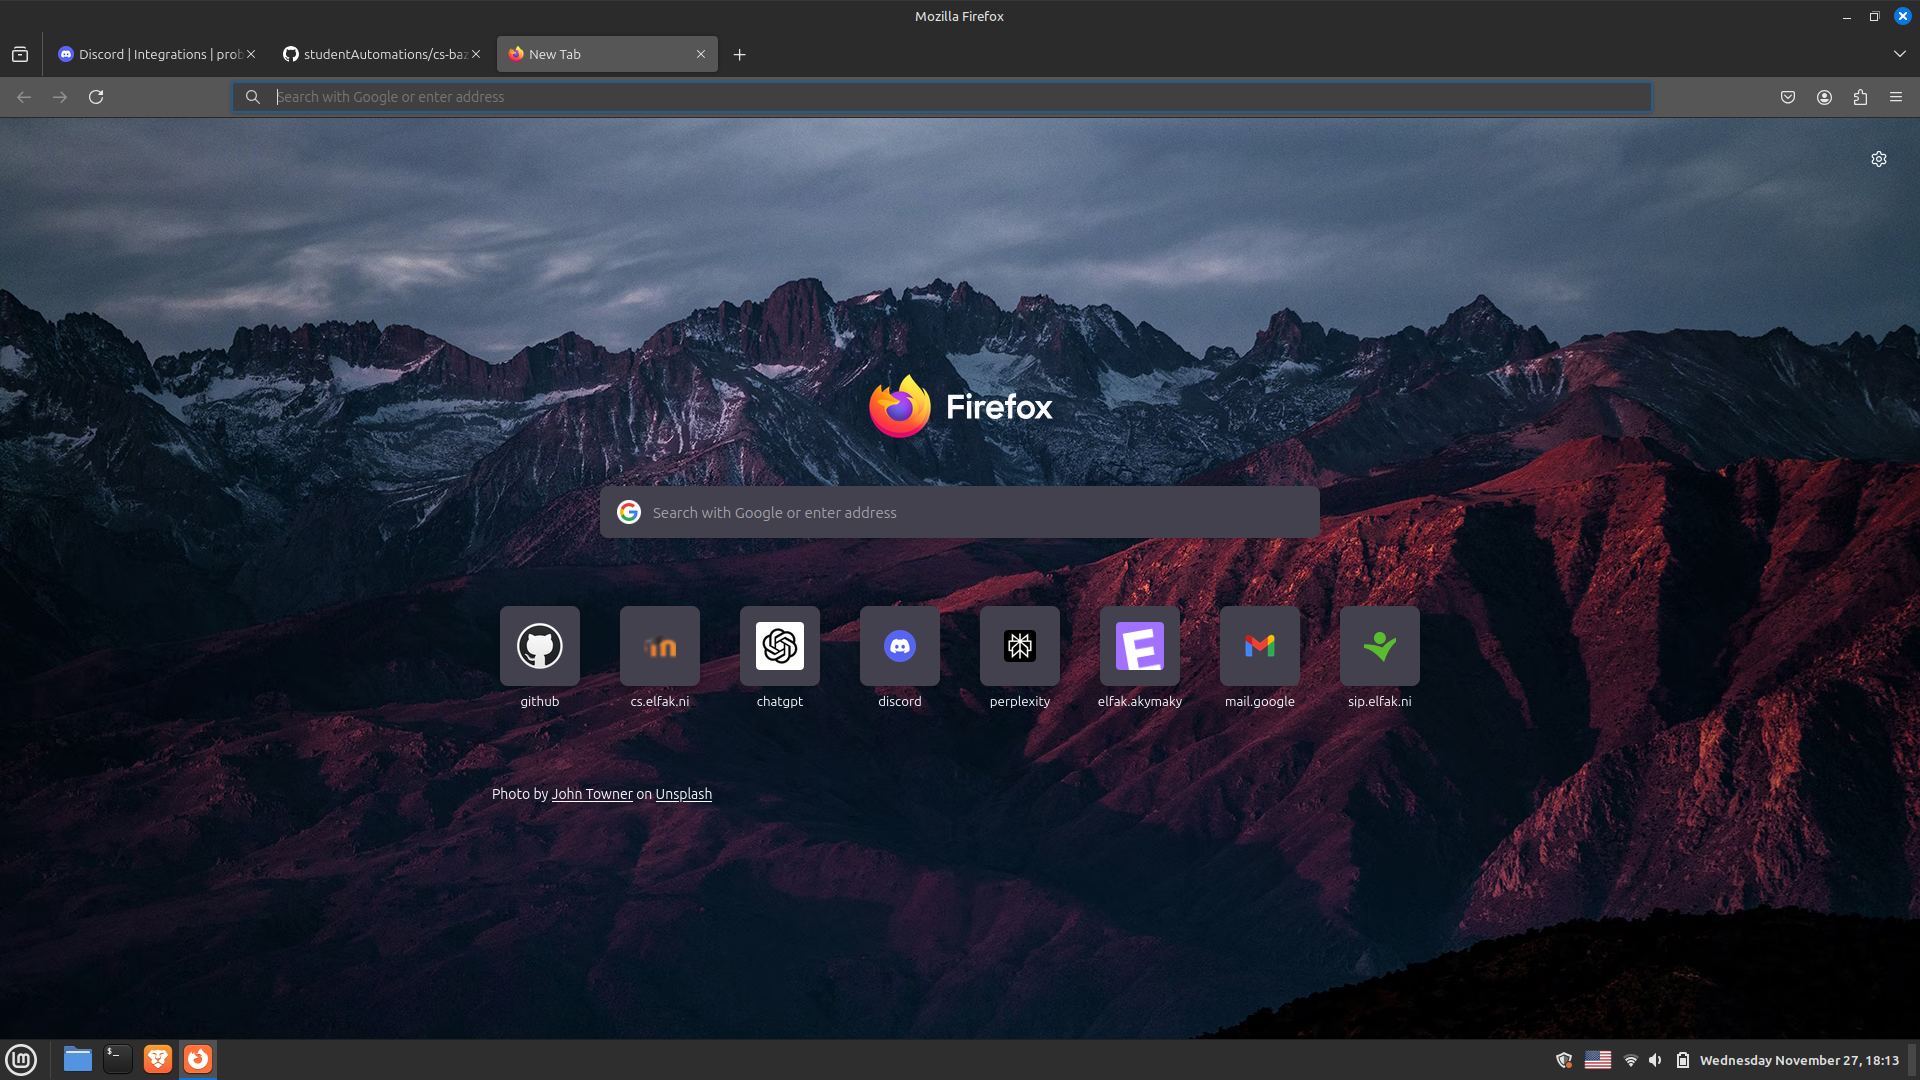 Mozilla Firefox
Discord | Integrations | prob
studentAutomations/cs-baz
New Tab
Search with Google or enter address
Firefox
Search with Google or enter address
github
cs.elfak.ni
chatgpt
discord
perplexity
elfak.akymaky
mail.google
sip.elfak.ni
Photo by John Towner on Unsplash
Wednesday November 27, 18:13